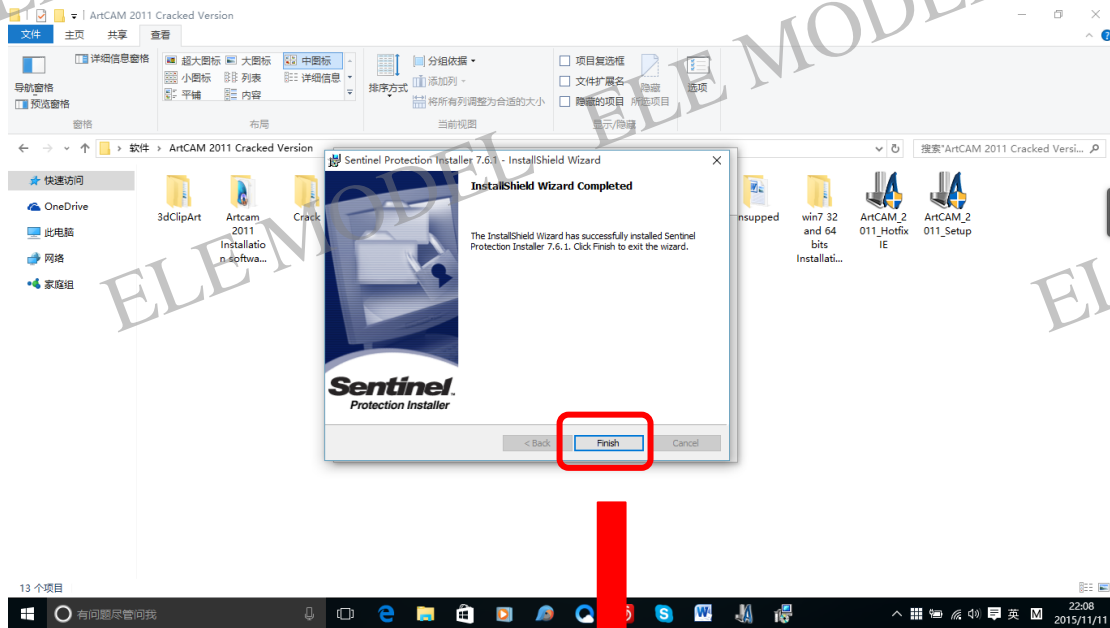 ArtCAM 2011 Cracked Version
文件 主页 共享 查看
导航窗格
预览窗格
详细信息窗格
窗格
超大图标 大图标 中图标
小图标 列表 详细信息
平铺 内容
布局
排序方式
分组依据
添加列
将所有列调整为合适的大小
当前视图
项目复选框
文件扩展名
隐藏的项目
隐藏
所选项目
选项
显示/隐藏
软件 ArtCAM 2011 Cracked Version
搜索"ArtCAM 2011 Cracked Versi...
快速访问
OneDrive
此电脑
网络
家庭组
3dClipArt
Artcam
2011
Installatio
n softwa...
Crack
nsupped
win7 32
and 64
bits
Installati...
ArtCAM_2
011_Hotfix
IE
ArtCAM_2
011_Setup
Sentinel Protection Installer 7.6.1 - InstallShield Wizard
InstallShield Wizard Completed
The InstallShield Wizard has successfully installed Sentinel
Protection Installer 7.6.1. Click Finish to exit the wizard.
Sentinel.
Protection Installer
< Back Finish Cancel
13 个项目
有问题尽管问我
英 M
22:08
2015/11/11
ELE MODEL
ELE MODEL